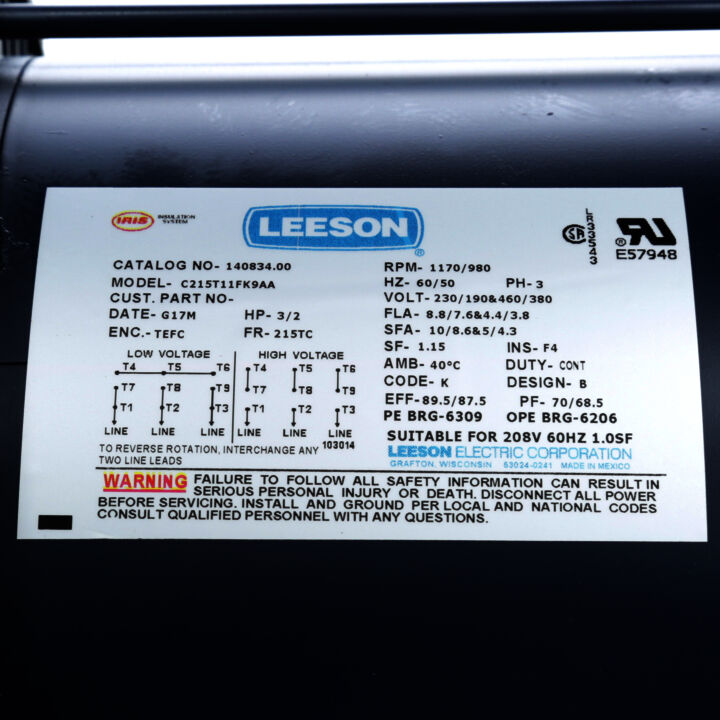 IRIS INSULATION SYSTEM
LEESON®
LR33543
E57948
CATALOG NO- 140834.00
MODEL- C215T11FK9AA
CUST. PART NO-
DATE- G17M HP- 3/2
ENC.- TEFC FR- 215TC
RPM- 1170/980
HZ- 60/50 PH- 3
VOLT- 230/190&460/380
FLA- 8.8/7.6&4.4/3.8
SFA- 10/8.6&5/4.3
SF- 1.15 INS- F4
AMB- 40°C DUTY- CONT
CODE- K DESIGN- B
EFF-89.5/87.5 PF- 70/68.5
PE BRG-6309 OPE BRG-6206
SUITABLE FOR 208V 60HZ 1.0SF
LOW VOLTAGE
T4 T5 T6
T7 T8 T9
T1 T2 T3
LINE LINE LINE
HIGH VOLTAGE
T4 T5 T6
T7 T8 T9
T1 T2 T3
LINE LINE LINE
TO REVERSE ROTATION, INTERCHANGE ANY 103014
TWO LINE LEADS
LEESON ELECTRIC CORPORATION
GRAFTON, WISCONSIN 53024-0241 MADE IN MEXICO
WARNING FAILURE TO FOLLOW ALL SAFETY INFORMATION CAN RESULT IN
SERIOUS PERSONAL INJURY OR DEATH. DISCONNECT ALL POWER
BEFORE SERVICING. INSTALL AND GROUND PER LOCAL AND NATIONAL CODES
CONSULT QUALIFIED PERSONNEL WITH ANY QUESTIONS.